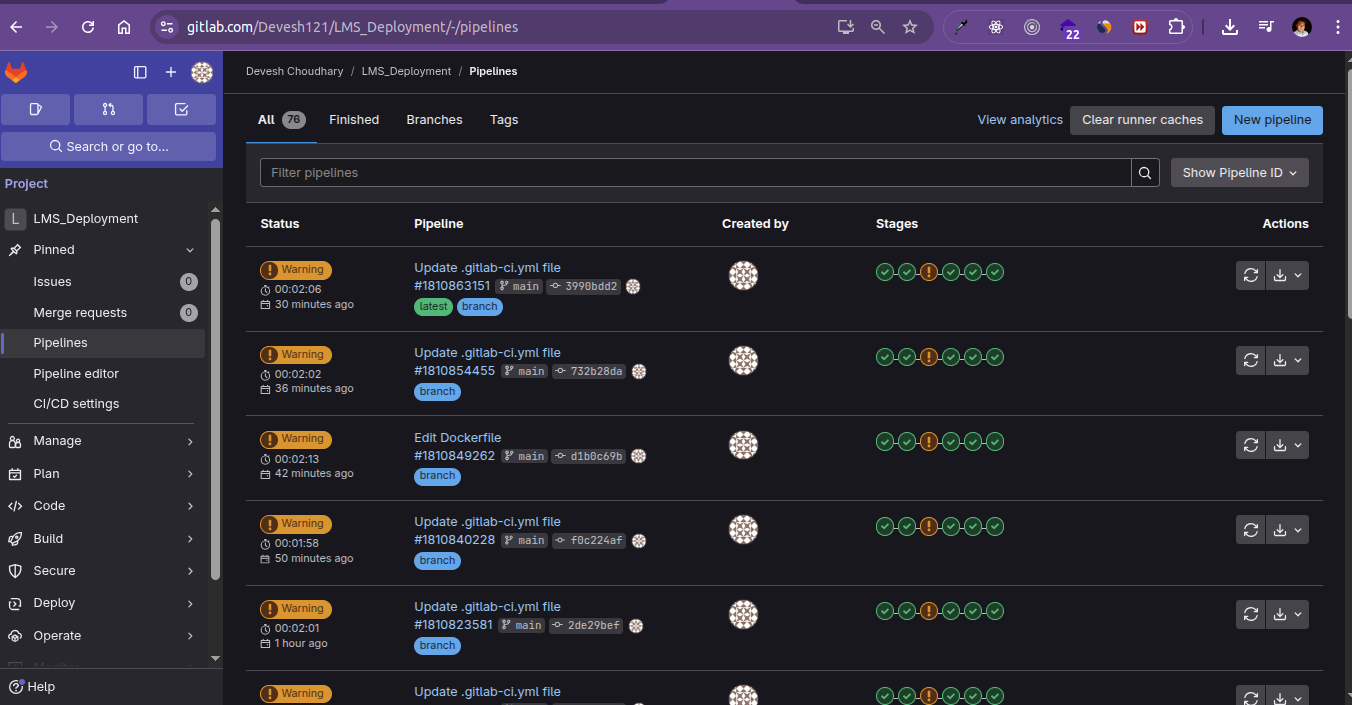 gitlab.com/Devesh121/LMS_Deployment/-/pipelines
22
Devesh Choudhary / LMS_Deployment / Pipelines
All 76 Finished Branches Tags View analytics Clear runner caches New pipeline
Search or go to...
Filter pipelines Show Pipeline ID
Project
L LMS_Deployment
Pinned
Issues 0
Merge requests 0
Pipelines
Pipeline editor
CI/CD settings
Manage
Plan
Code
Build
Secure
Deploy
Operate
Help
Status Pipeline Created by Stages Actions
Warning Update .gitlab-ci.yml file
00:02:06 #1810863151 main 3990bdd2
30 minutes ago latest branch
Warning Update .gitlab-ci.yml file
00:02:02 #1810854455 main 732b28da
36 minutes ago branch
Warning Edit Dockerfile
00:02:13 #1810849262 main d1b0c69b
42 minutes ago branch
Warning Update .gitlab-ci.yml file
00:01:58 #1810840228 main f0c224af
50 minutes ago branch
Warning Update .gitlab-ci.yml file
00:02:01 #1810823581 main 2de29bef
1 hour ago branch
Warning Update .gitlab-ci.yml file